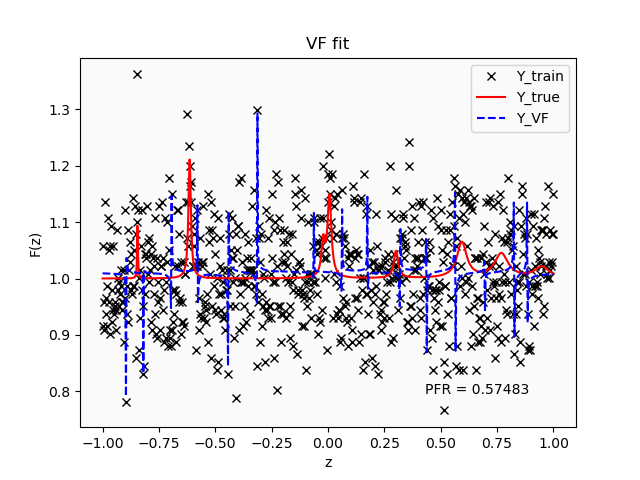 VF fit
Y_train
Y_true
Y_VF
F(z)
1.3
1.2
1.1
1.0
0.9
0.8
PFR = 0.57483
−1.00 −0.75 −0.50 −0.25 0.00 0.25 0.50 0.75 1.00
z